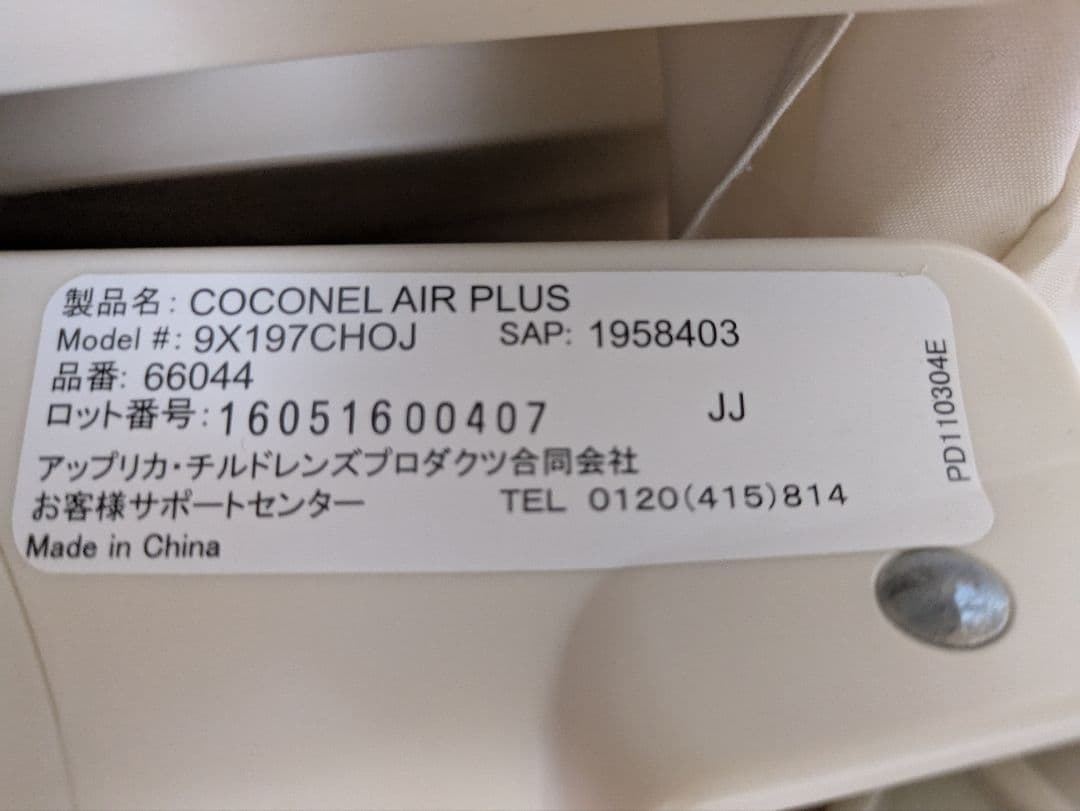 製品名: COCONEL AIR PLUS
Model #: 9X197CHOJ SAP: 1958403
品番: 66044
ロット番号: 16051600407 JJ
アップリカ・チルドレンズプロダクツ合同会社
お客様サポートセンター TEL 0120(415)814
Made in China
PD110304E